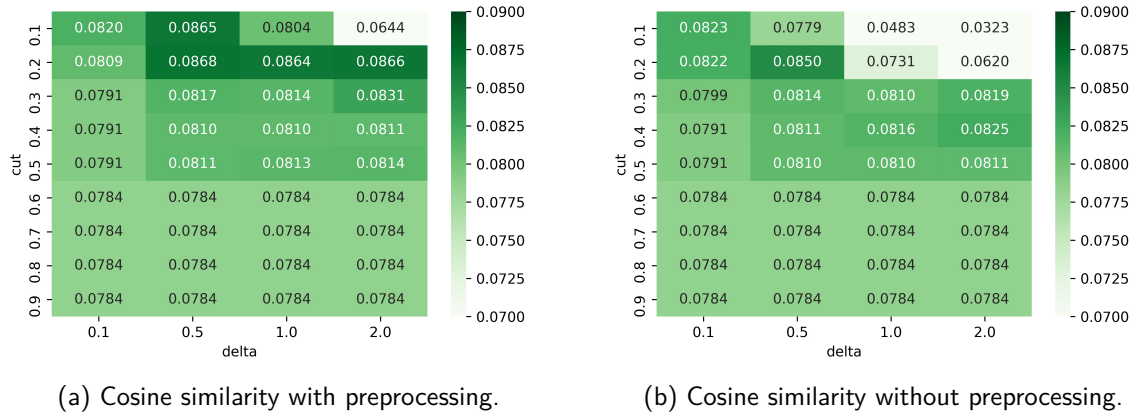 0.1 0.0820 0.0865 0.0804 0.0644
0.2 0.0809 0.0868 0.0864 0.0866
0.3 0.0791 0.0817 0.0814 0.0831
0.4 0.0791 0.0810 0.0810 0.0811
0.5 0.0791 0.0811 0.0813 0.0814
0.6 0.0784 0.0784 0.0784 0.0784
0.7 0.0784 0.0784 0.0784 0.0784
0.8 0.0784 0.0784 0.0784 0.0784
0.9 0.0784 0.0784 0.0784 0.0784
cut
0.1 0.5 1.0 2.0
delta
0.0900
0.0875
0.0850
0.0825
0.0800
0.0775
0.0750
0.0725
0.0700
(a) Cosine similarity with preprocessing.
0.1 0.0823 0.0779 0.0483 0.0323
0.2 0.0822 0.0850 0.0731 0.0620
0.3 0.0799 0.0814 0.0810 0.0819
0.4 0.0791 0.0811 0.0816 0.0825
0.5 0.0791 0.0810 0.0810 0.0811
0.6 0.0784 0.0784 0.0784 0.0784
0.7 0.0784 0.0784 0.0784 0.0784
0.8 0.0784 0.0784 0.0784 0.0784
0.9 0.0784 0.0784 0.0784 0.0784
cut
0.1 0.5 1.0 2.0
delta
0.0900
0.0875
0.0850
0.0825
0.0800
0.0775
0.0750
0.0725
0.0700
(b) Cosine similarity without preprocessing.